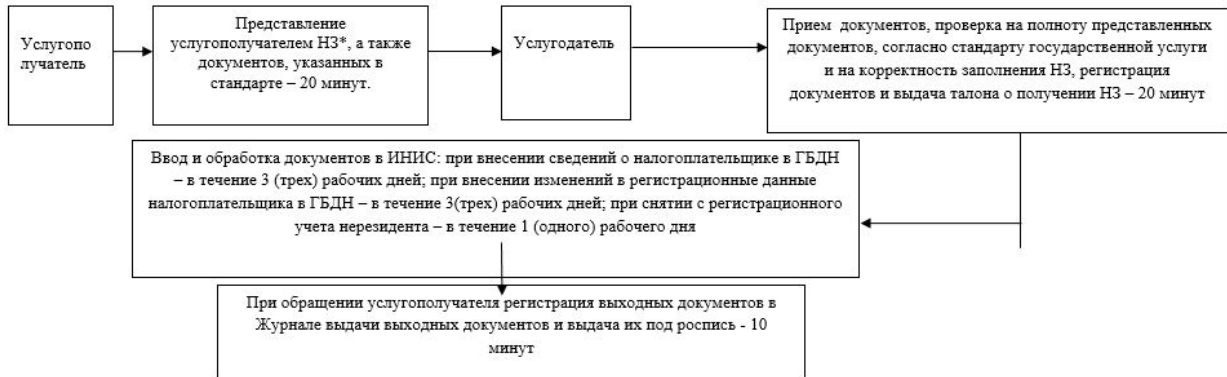 Услугопо
лучатель
Представление
услугополучателем НЗ*, а также
документов, указанных в
стандарте – 20 минут.
Услугодатель
Прием документов, проверка на полноту представленных
документов, согласно стандарту государственной услуги
и на корректность заполнения НЗ, регистрация
документов и выдача талона о получении НЗ – 20 минут
Ввод и обработка документов в ИНИС: при внесении сведений о налогоплательщике в ГБДН
– в течение 3 (трех) рабочих дней; при внесении изменений в регистрационные данные
налогоплательщика в ГБДН – в течение 3(трех) рабочих дней; при снятии с регистрационного
учета нерезидента – в течение 1 (одного) рабочего дня
При обращении услугополучателя регистрация выходных документов в
Журнале выдачи выходных документов и выдача их под роспись - 10
минут